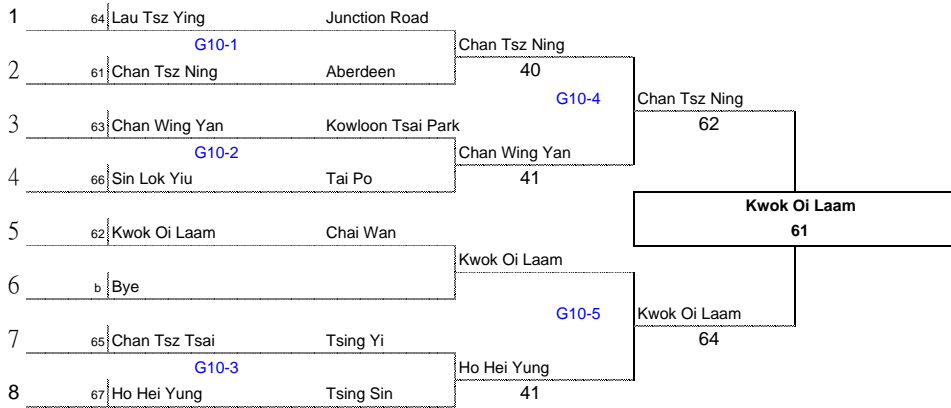 1 64 Lau Tsz Ying Junction Road
G10-1 Chan Tsz Ning
2 61 Chan Tsz Ning Aberdeen 40
G10-4 Chan Tsz Ning
3 63 Chan Wing Yan Kowloon Tsai Park 62
G10-2 Chan Wing Yan
4 66 Sin Lok Yiu Tai Po 41
Kwok Oi Laam
5 62 Kwok Oi Laam Chai Wan 61
Kwok Oi Laam
6 b Bye
G10-5 Kwok Oi Laam
7 65 Chan Tsz Tsai Tsing Yi 64
G10-3 Ho Hei Yung
8 67 Ho Hei Yung Tsing Sin 41